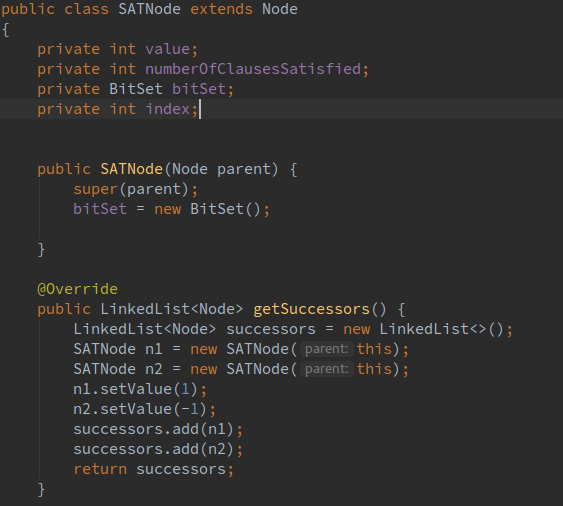 public class SATNode extends Node
{
    private int value;
    private int numberOfClausesSatisfied;
    private BitSet bitSet;
    private int index;
    public SATNode(Node parent) {
        super(parent);
        bitSet = new BitSet();
    }
    @Override
    public LinkedList<Node> getSuccessors() {
        LinkedList<Node> successors = new LinkedList<>();
        SATNode n1 = new SATNode( parent: this);
        SATNode n2 = new SATNode( parent: this);
        n1.setValue(1);
        n2.setValue(-1);
        successors.add(n1);
        successors.add(n2);
        return successors;
    }